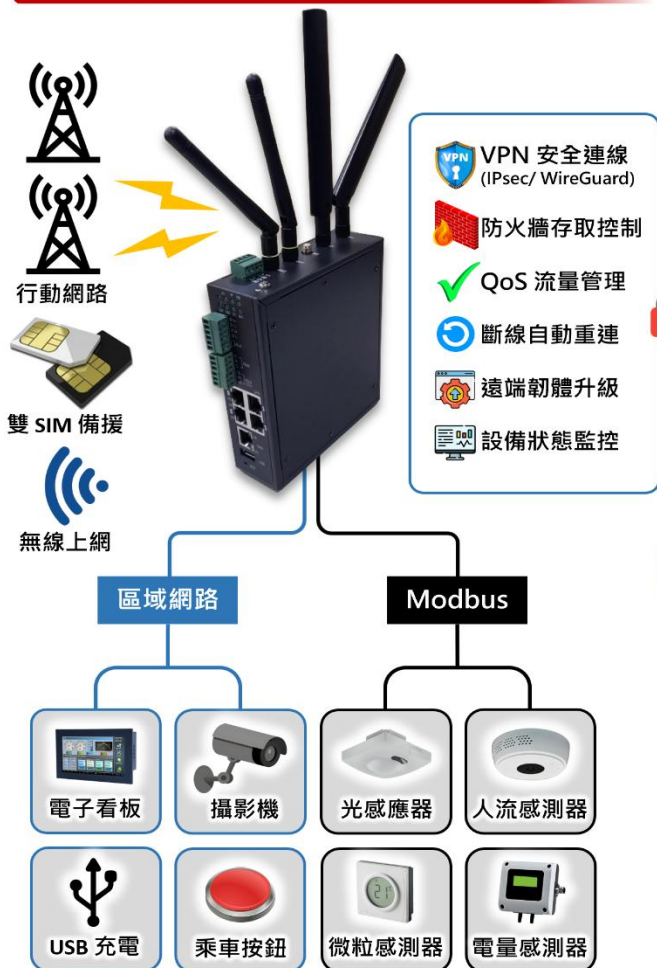 行動網路
雙 SIM 備援
無線上網
VPN
VPN 安全連線
(IPsec/ WireGuard)
防火牆存取控制
QoS 流量管理
斷線自動重連
遠端韌體升級
設備狀態監控
區域網路
Modbus
電子看板
攝影機
光感應器
人流感測器
USB 充電
乘車按鈕
微粒感測器
電量感測器